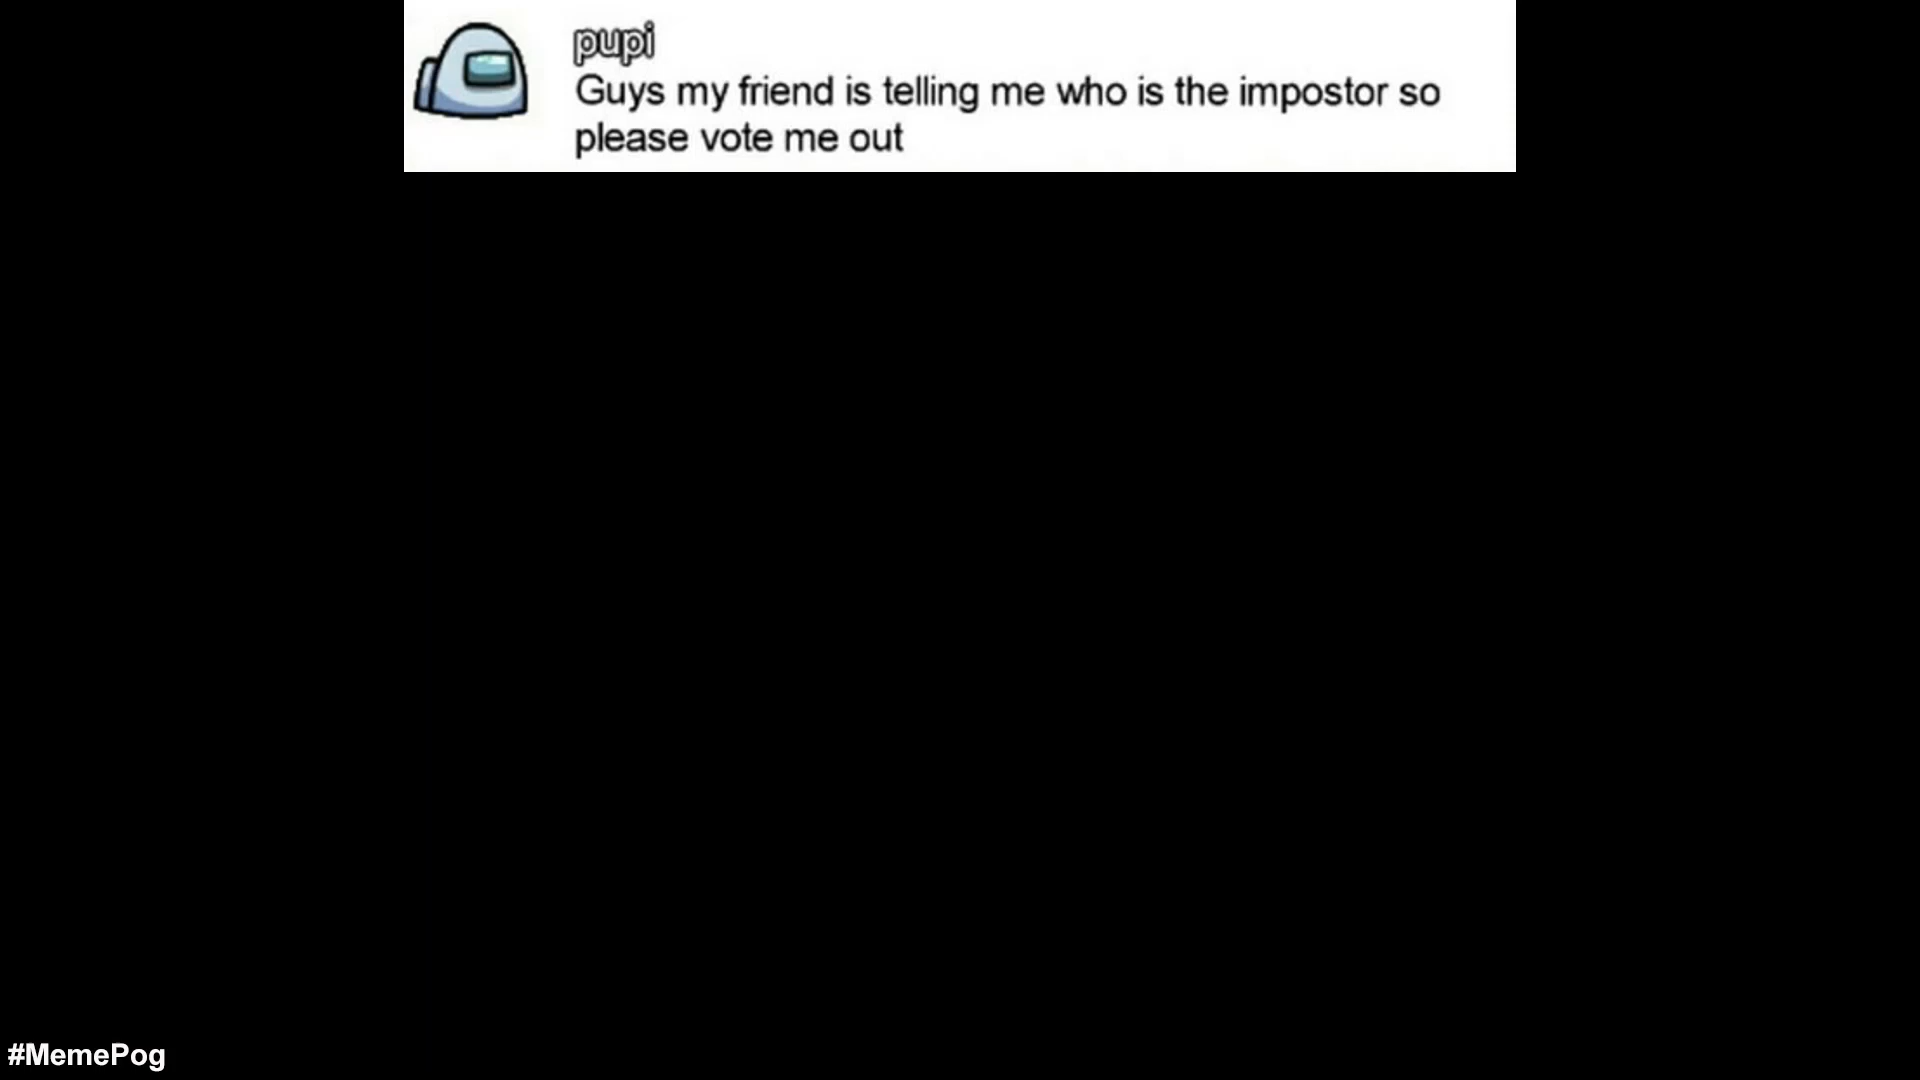 pupi
Guys my friend is telling me who is the impostor so
please vote me out
#MemePog